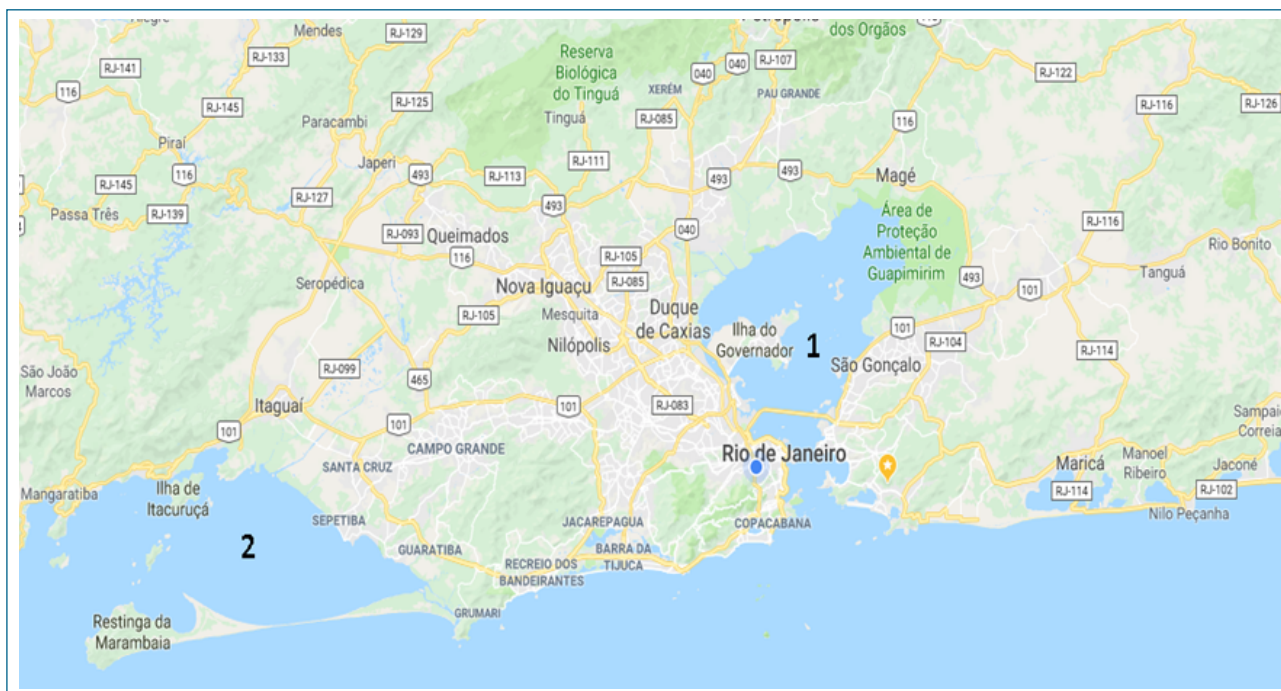 Mendes
RJ-129
dos Órgãos
RJ-133
Reserva
Biológica
do Tinguá
040
040
RJ-107
RJ-122
RJ-141
116
RJ-145
RJ-125
XERÉM
PAU GRANDE
RJ-116
RJ-126
Paracambi
Tinguá
RJ-085
116
Piraí
Japeri
RJ-111
116
493
RJ-113
493
493
Magé
RJ-145
RJ-127
493
Passa Três
RJ-139
Área de
Proteção
Ambiental de
Guapimirim
RJ-093
Queimados
040
RJ-116
Rio Bonito
116
RJ-105
Seropédica
RJ-085
493
Tanguá
Nova Iguaçu
101
Mesquita
Duque
de Caxias
RJ-105
Ilha do
Governador
1
101
RJ-104
Nilópolis
RJ-114
São João
Marcos
RJ-099
465
São Gonçalo
Itaguaí
101
RJ-083
101
101
CAMPO GRANDE
Rio de Janeiro
SANTA CRUZ
Maricá
Manoel
Ribeiro
Jaconé
Mangaratiba
Ilha de
Itacuruçá
RJ-114
RJ-102
SEPETIBA
JACAREPAGUA
COPACABANA
Nilo Peçanha
2
GUARATIBA
BARRA DA
TIJUCA
RECREIO DOS
BANDEIRANTES
GRUMARI
Restinga da
Marambaia